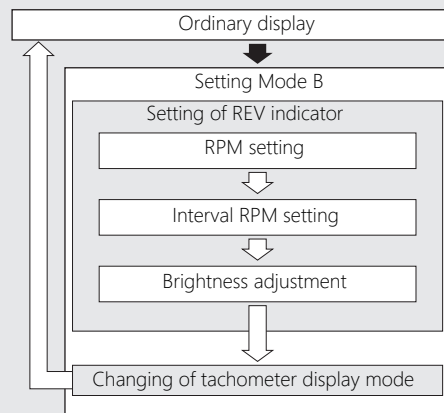 Ordinary display
Setting Mode B
Setting of REV indicator
RPM setting
Interval RPM setting
Brightness adjustment
Changing of tachometer display mode